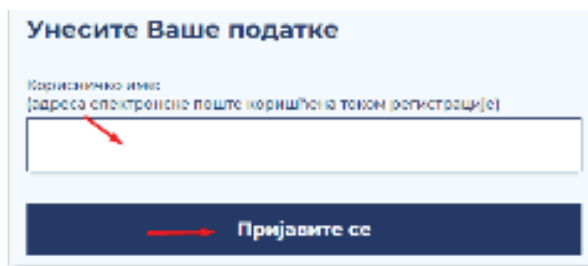 Унесите Ваше податке
Корисничко име:
(адреса електронске поште коришћена током регистрације)
Пријавите се